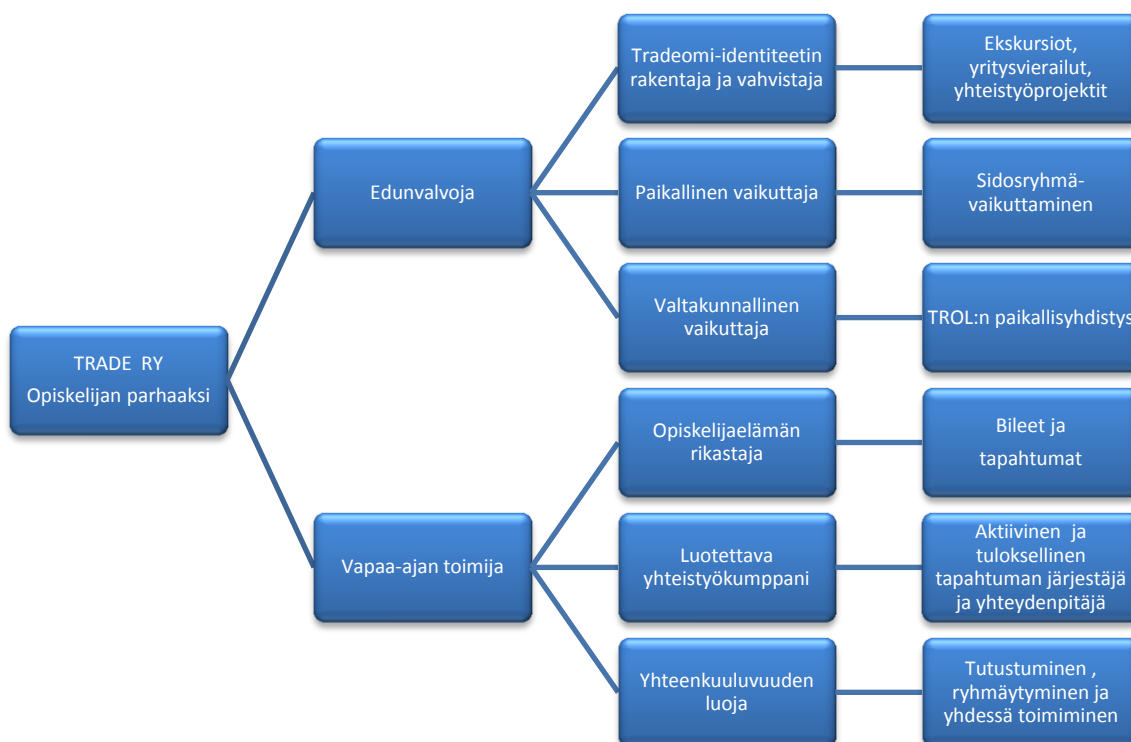 TRADE RY
Opiskelijan parhaaksi
Edunvalvoja
Tradeomi-identiteetin
rakentaja ja vahvistaja
Ekskursiot,
yritysvierailut,
yhteistyöprojektit
Paikallinen vaikuttaja
Sidosryhmä-
vaikuttaminen
Valtakunnallinen
vaikuttaja
TROL:n paikallisyhdistys
Vapaa-ajan toimija
Opiskelijaelämän
rikastaja
Bileet ja
tapahtumat
Luotettava
yhteistyökumppani
Aktiivinen ja
tuloksellinen
tapahtuman järjestäjä
ja yhteydenpitäjä
Yhteenkuuluvuuden
luoja
Tutustuminen ,
ryhmäytyminen ja
yhdessä toimiminen